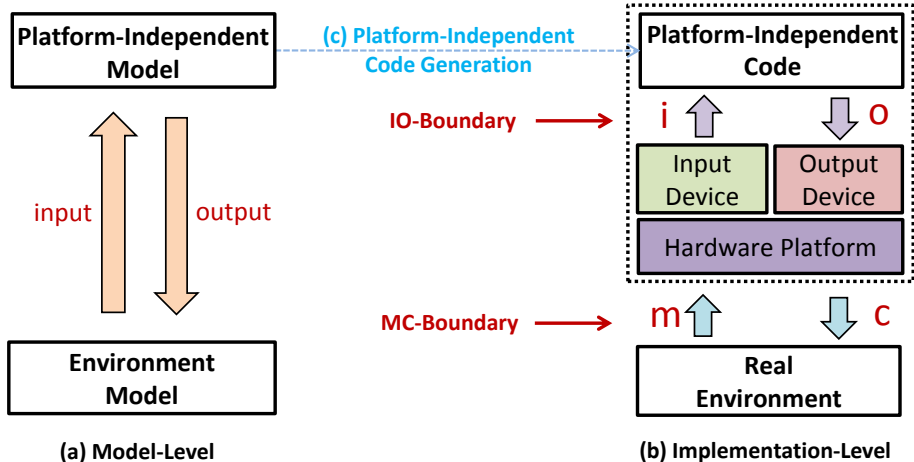 Platform-Independent
Model
(c) Platform-Independent
Code Generation
Platform-Independent
Code
IO-Boundary
i
o
Input
Device
Output
Device
input
output
Hardware Platform
MC-Boundary
m
c
Environment
Model
Real
Environment
(a) Model-Level
(b) Implementation-Level